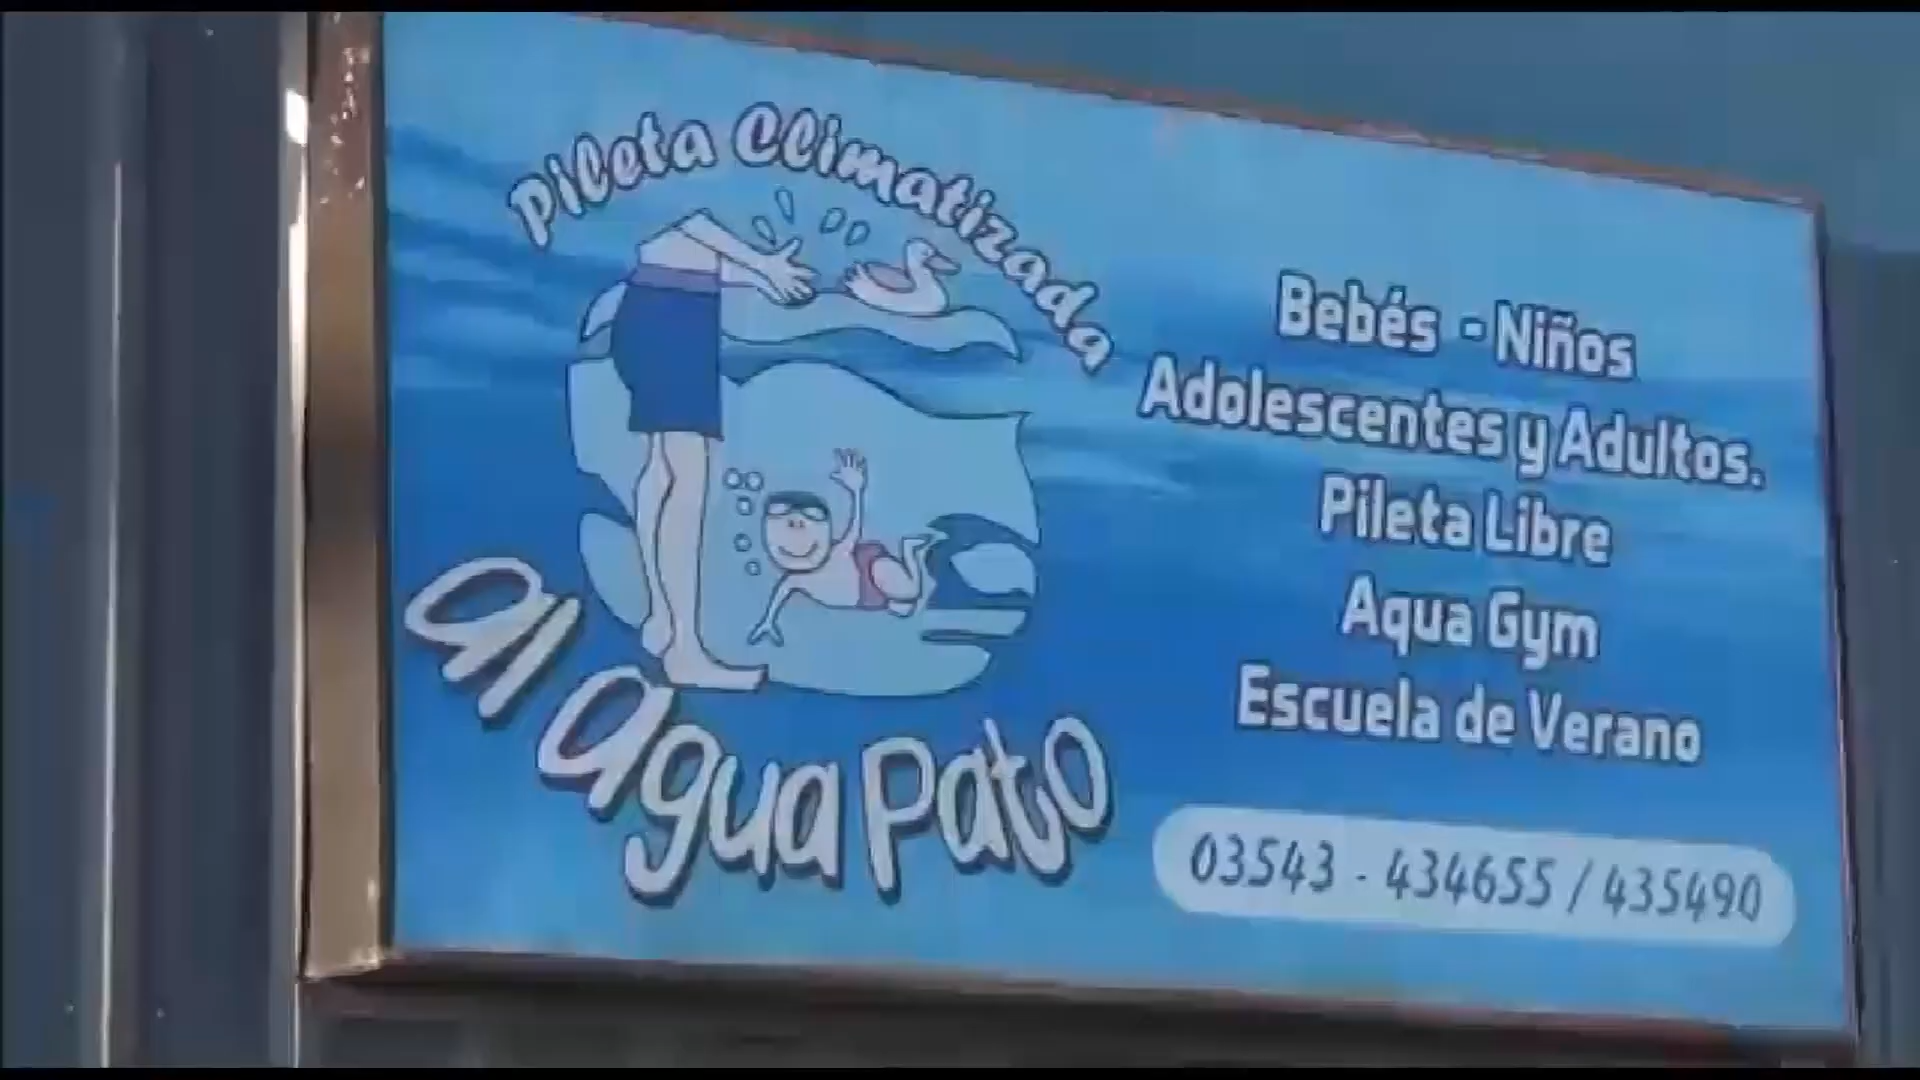 Pileta Climatizada
al agua pato
Bebés - Niños
Adolescentes y Adultos.
Pileta Libre
Aqua Gym
Escuela de Verano
03543 - 434655 / 435490